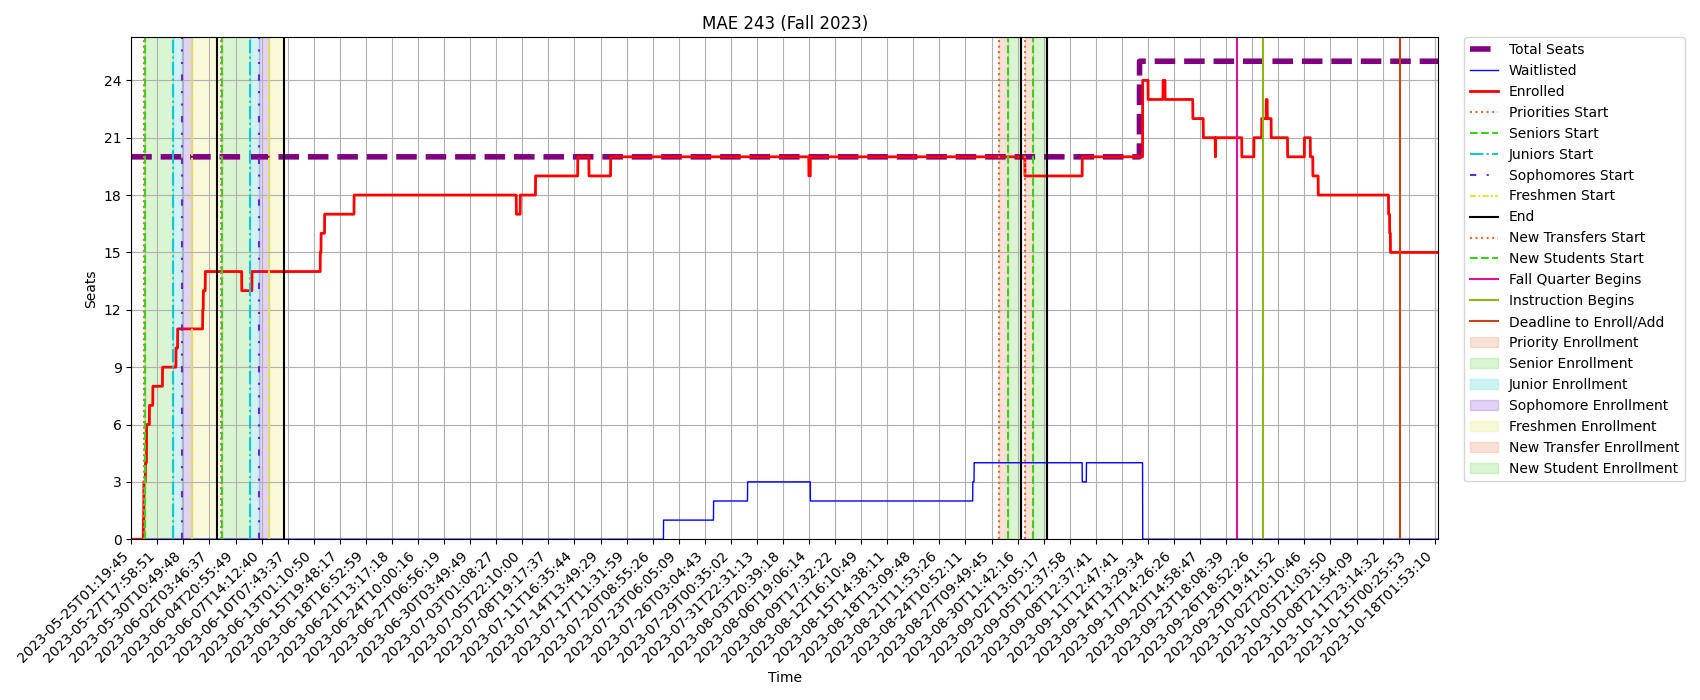 MAE 243 (Fall 2023)
Seats
24
21
18
15
12
9
6
3
0
2023-05-25T01:19:45
2023-05-27T17:58:51
2023-05-30T10:49:48
2023-06-02T03:46:37
2023-06-04T20:55:49
2023-06-07T14:12:40
2023-06-10T07:43:37
2023-06-13T01:10:50
2023-06-15T19:48:17
2023-06-18T16:52:59
2023-06-21T13:17:18
2023-06-24T10:00:16
2023-06-27T06:56:19
2023-06-30T03:49:49
2023-07-03T01:08:27
2023-07-05T22:10:00
2023-07-08T19:17:37
2023-07-11T16:35:44
2023-07-14T13:49:29
2023-07-17T11:31:59
2023-07-20T08:55:26
2023-07-23T06:05:09
2023-07-26T03:04:43
2023-07-29T00:35:02
2023-07-31T22:31:13
2023-08-03T20:39:18
2023-08-06T19:06:14
2023-08-09T17:32:22
2023-08-12T16:10:49
2023-08-15T14:38:11
2023-08-18T13:09:48
2023-08-21T11:53:26
2023-08-24T10:52:11
2023-08-27T09:49:45
2023-08-30T11:42:16
2023-09-02T13:05:17
2023-09-05T12:37:58
2023-09-08T12:37:41
2023-09-11T12:47:41
2023-09-14T13:29:34
2023-09-17T14:26:26
2023-09-20T14:58:47
2023-09-23T18:08:39
2023-09-26T18:52:26
2023-09-29T19:41:52
2023-10-02T20:10:46
2023-10-05T21:03:50
2023-10-08T21:54:09
2023-10-11T23:14:32
2023-10-15T00:25:53
2023-10-18T01:53:10
Time
Total Seats
Waitlisted
Enrolled
Priorities Start
Seniors Start
Juniors Start
Sophomores Start
Freshmen Start
End
New Transfers Start
New Students Start
Fall Quarter Begins
Instruction Begins
Deadline to Enroll/Add
Priority Enrollment
Senior Enrollment
Junior Enrollment
Sophomore Enrollment
Freshmen Enrollment
New Transfer Enrollment
New Student Enrollment